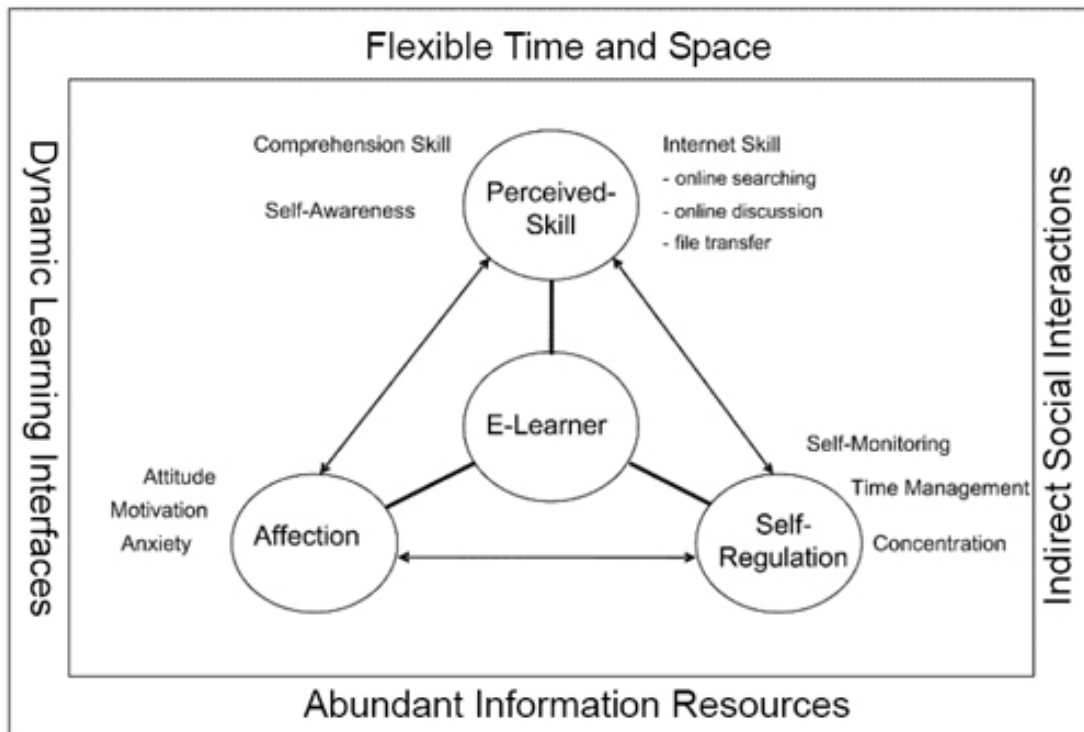 Flexible Time and Space
Dynamic Learning Interfaces
Indirect Social Interactions
Abundant Information Resources
Comprehension Skill
Self-Awareness
Perceived-
Skill
Internet Skill
- online searching
- online discussion
- file transfer
E-Learner
Attitude
Motivation
Anxiety
Affection
Self-
Regulation
Self-Monitoring
Time Management
Concentration